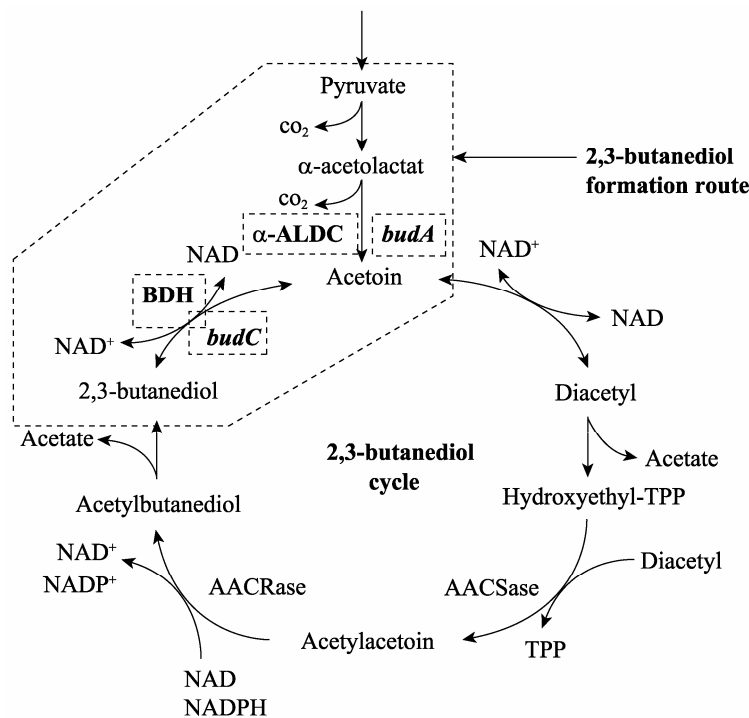 Pyruvate
co₂
α-acetolactat
2,3-butanediol
formation route
co₂
α-ALDC
budA
NAD
Acetoin
NAD⁺
BDH
NAD
NAD⁺
budC
2,3-butanediol
Diacetyl
Acetate
2,3-butanediol
cycle
Acetate
Acetylbutanediol
Hydroxyethyl-TPP
NAD⁺
NADP⁺
AACRase
AACSase
Diacetyl
Acetylacetoin
TPP
NAD
NADPH